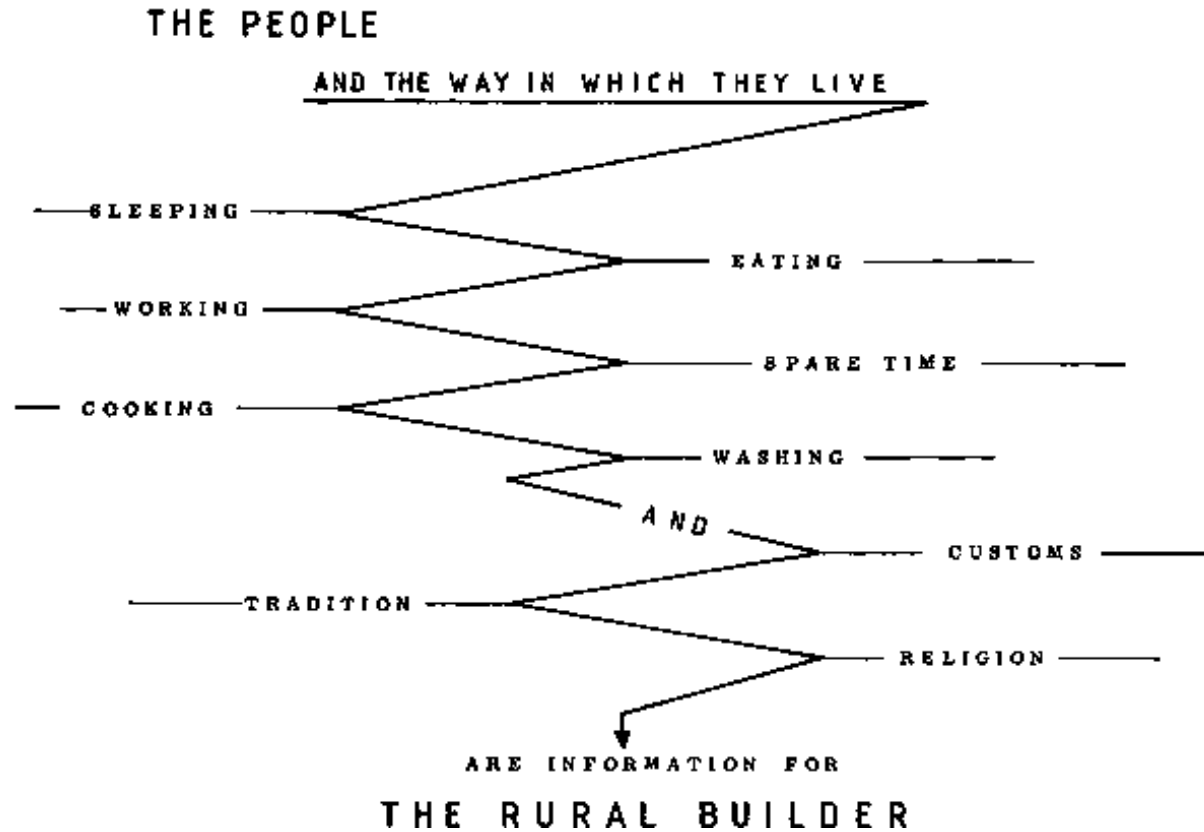 THE PEOPLE
AND THE WAY IN WHICH THEY LIVE
SLEEPING
EATING
WORKING
SPARE TIME
COOKING
WASHING
AND
CUSTOMS
TRADITION
RELIGION
ARE INFORMATION FOR
THE RURAL BUILDER